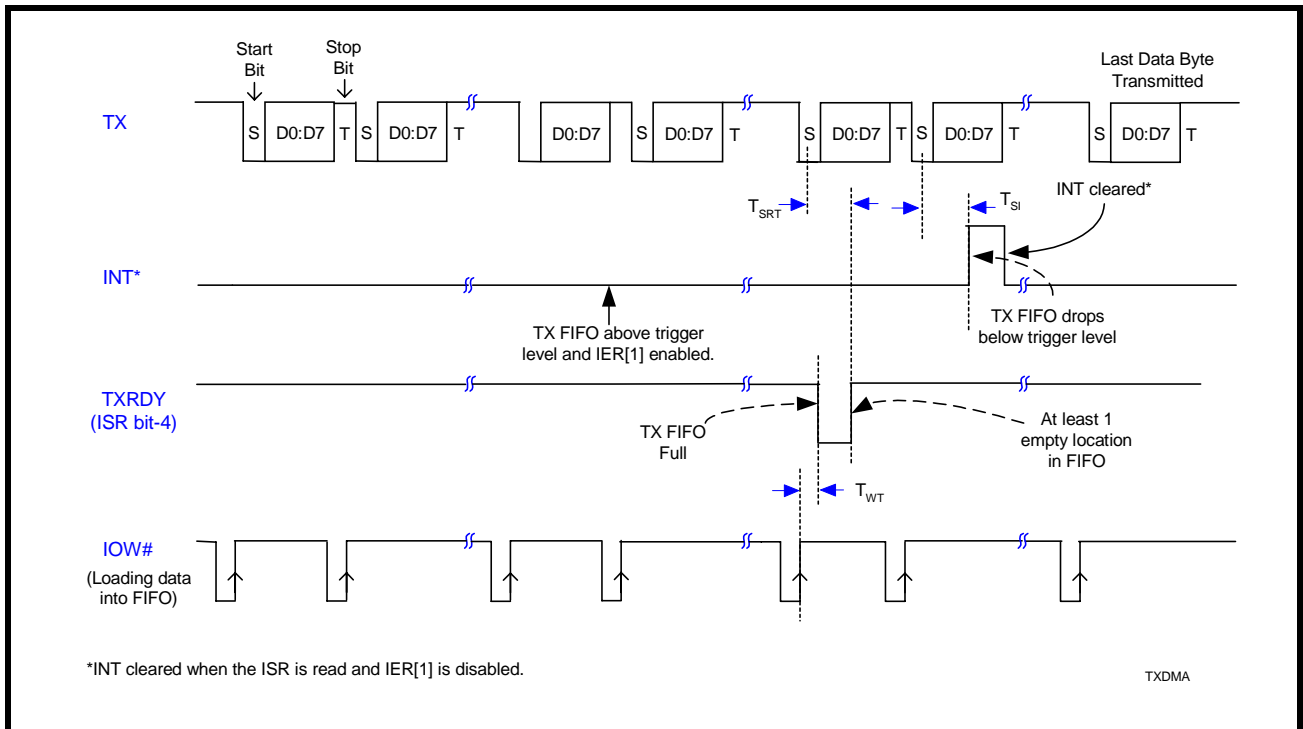 Start
Bit
Stop
Bit
Last Data Byte
Transmitted
TX
S D0:D7 T S D0:D7 T D0:D7 S D0:D7 T S D0:D7 T S D0:D7 T S D0:D7 T
TSRT
TSI
INT cleared*
INT*
TX FIFO above trigger
level and IER[1] enabled.
TX FIFO drops
below trigger level
TXRDY
(ISR bit-4)
TX FIFO
Full
At least 1
empty location
in FIFO
TWT
IOW#
(Loading data
into FIFO)
*INT cleared when the ISR is read and IER[1] is disabled.
TXDMA